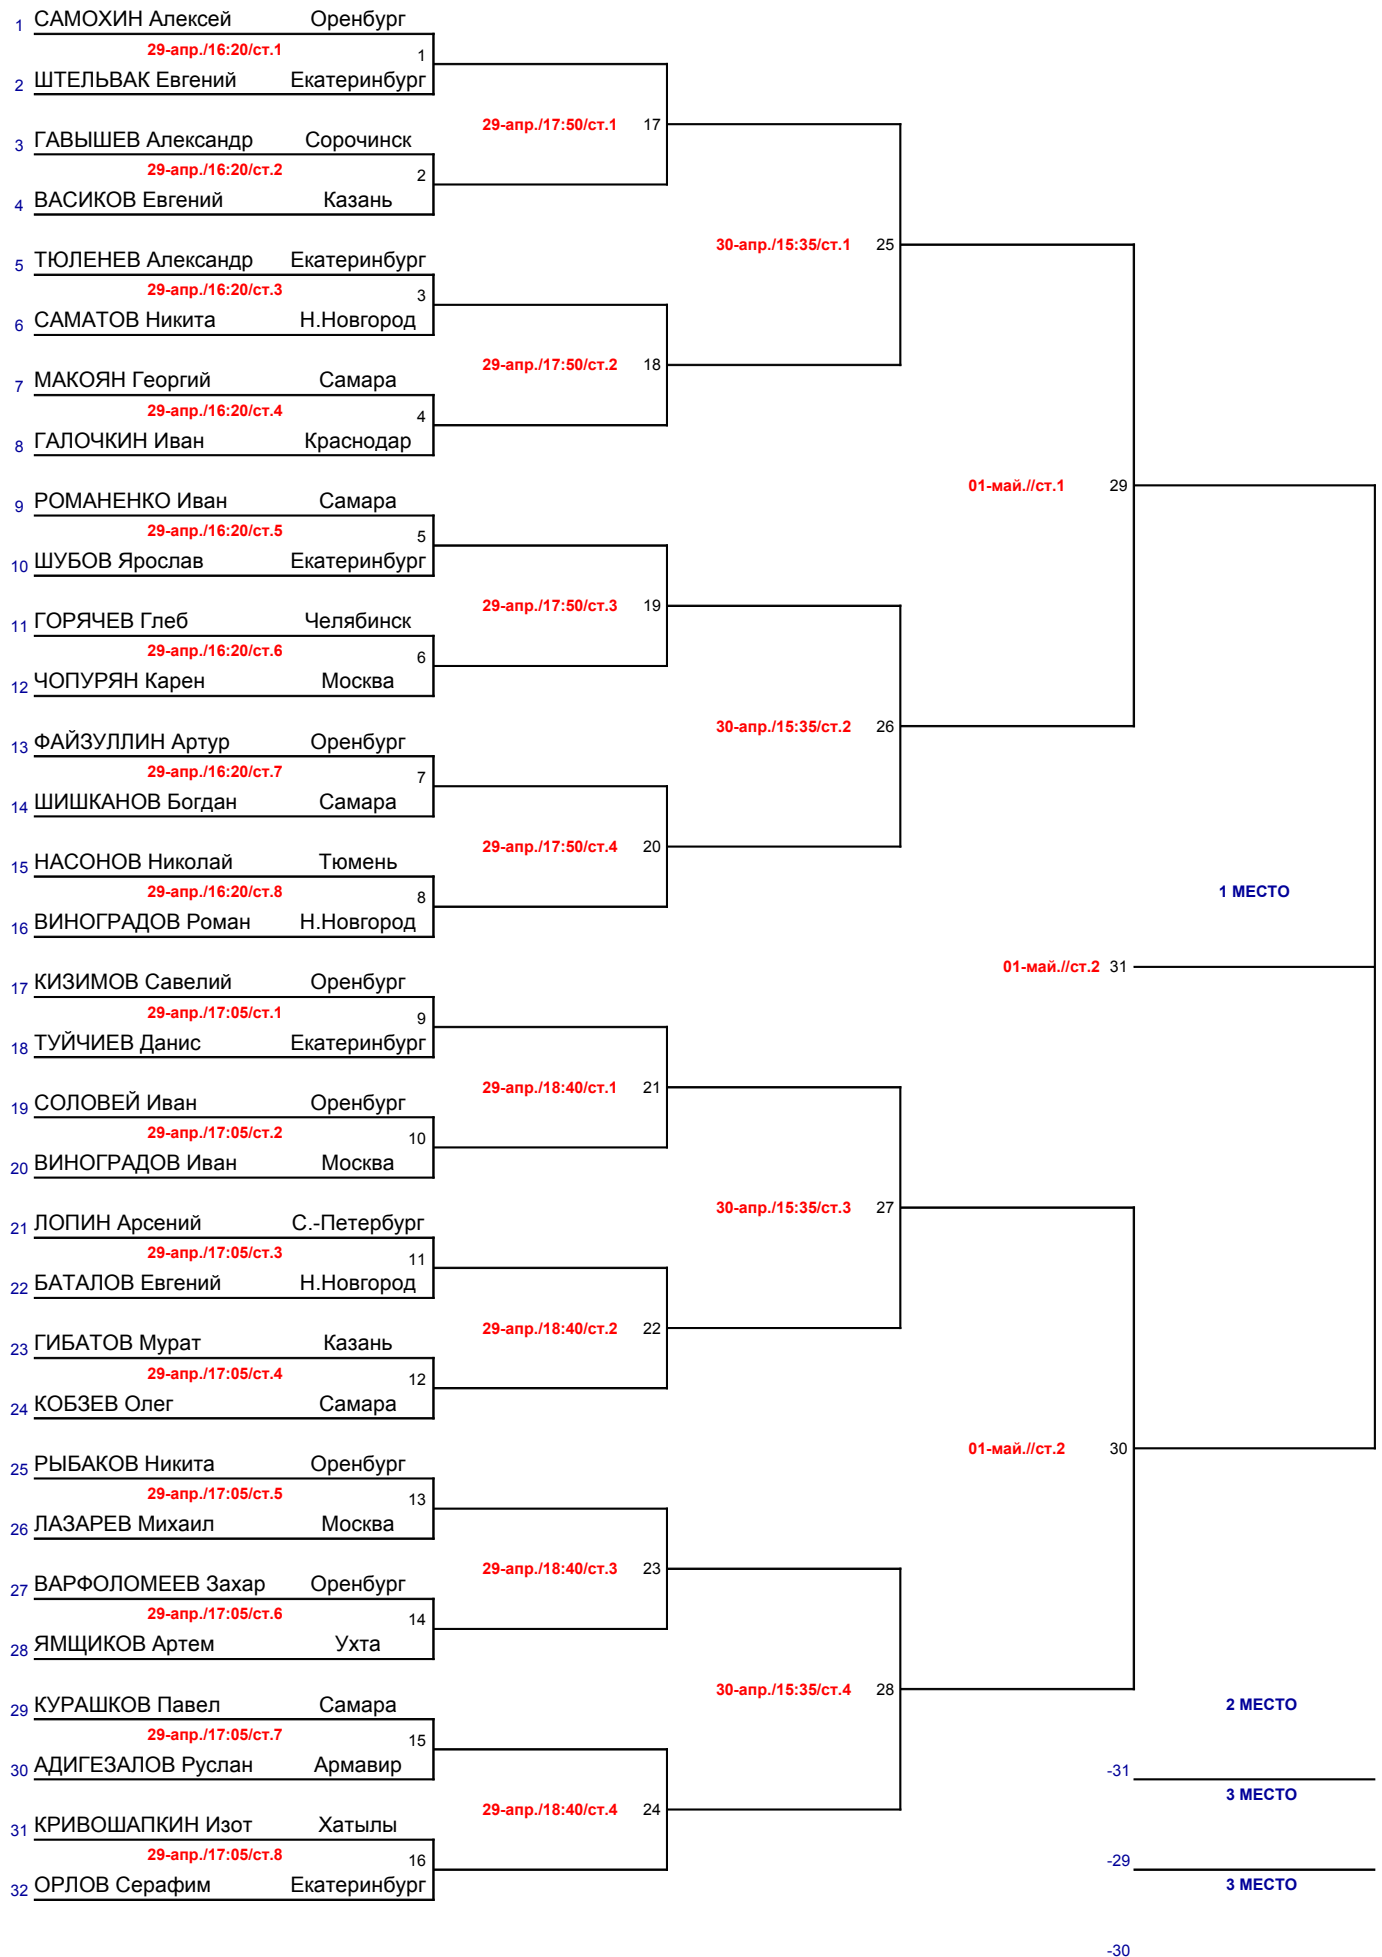 1 САМОХИН Алексей Оренбург
29-апр./16:20/ст.1 1
2 ШТЕЛЬВАК Евгений Екатеринбург
29-апр./17:50/ст.1 17
3 ГАВЫШЕВ Александр Сорочинск
29-апр./16:20/ст.2 2
4 ВАСИКОВ Евгений Казань
30-апр./15:35/ст.1 25
5 ТЮЛЕНЕВ Александр Екатеринбург
29-апр./16:20/ст.3 3
6 САМАТОВ Никита Н.Новгород
29-апр./17:50/ст.2 18
7 МАКОЯН Георгий Самара
29-апр./16:20/ст.4 4
8 ГАЛОЧКИН Иван Краснодар
01-май.//ст.1 29
9 РОМАНЕНКО Иван Самара
29-апр./16:20/ст.5 5
10 ШУБОВ Ярослав Екатеринбург
29-апр./17:50/ст.3 19
11 ГОРЯЧЕВ Глеб Челябинск
29-апр./16:20/ст.6 6
12 ЧОПУРЯН Карен Москва
30-апр./15:35/ст.2 26
13 ФАЙЗУЛЛИН Артур Оренбург
29-апр./16:20/ст.7 7
14 ШИШКАНОВ Богдан Самара
29-апр./17:50/ст.4 20
15 НАСОНОВ Николай Тюмень
29-апр./16:20/ст.8 8
1 МЕСТО
16 ВИНОГРАДОВ Роман Н.Новгород
01-май.//ст.2 31
17 КИЗИМОВ Савелий Оренбург
29-апр./17:05/ст.1 9
18 ТУЙЧИЕВ Данис Екатеринбург
29-апр./18:40/ст.1 21
19 СОЛОВЕЙ Иван Оренбург
29-апр./17:05/ст.2 10
20 ВИНОГРАДОВ Иван Москва
30-апр./15:35/ст.3 27
21 ЛОПИН Арсений С.-Петербург
29-апр./17:05/ст.3 11
22 БАТАЛОВ Евгений Н.Новгород
29-апр./18:40/ст.2 22
23 ГИБАТОВ Мурат Казань
29-апр./17:05/ст.4 12
24 КОБЗЕВ Олег Самара
01-май.//ст.2 30
25 РЫБАКОВ Никита Оренбург
29-апр./17:05/ст.5 13
26 ЛАЗАРЕВ Михаил Москва
29-апр./18:40/ст.3 23
27 ВАРФОЛОМЕЕВ Захар Оренбург
29-апр./17:05/ст.6 14
28 ЯМЩИКОВ Артем Ухта
30-апр./15:35/ст.4 28
29 КУРАШКОВ Павел Самара
2 МЕСТО
29-апр./17:05/ст.7 15
30 АДИГЕЗАЛОВ Руслан Армавир
-31
3 МЕСТО
29-апр./18:40/ст.4 24
31 КРИВОШАПКИН Изот Хатылы
29-апр./17:05/ст.8 16
-29
32 ОРЛОВ Серафим Екатеринбург
3 МЕСТО
-30